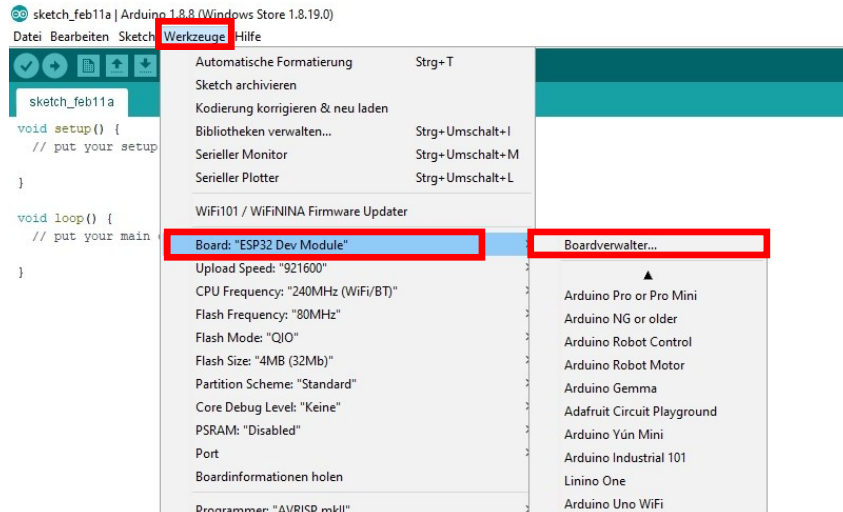 sketch_feb11a | Arduino 1.8.8 (Windows Store 1.8.19.0)
Datei Bearbeiten Sketch Werkzeuge Hilfe
sketch_feb11a
void setup() {
// put your setup
}
void loop() {
// put your main
}
Automatische Formatierung Strg+T
Sketch archivieren
Kodierung korrigieren & neu laden
Bibliotheken verwalten... Strg+Umschalt+I
Serieller Monitor Strg+Umschalt+M
Serieller Plotter Strg+Umschalt+L
WiFi101 / WiFiNINA Firmware Updater
Board: "ESP32 Dev Module"
Upload Speed: "921600"
CPU Frequency: "240MHz (WiFi/BT)"
Flash Frequency: "80MHz"
Flash Mode: "QIO"
Flash Size: "4MB (32Mb)"
Partition Scheme: "Standard"
Core Debug Level: "Keine"
PSRAM: "Disabled"
Port
Boardinformationen holen
Programmer: "AVRISP mkII"
Boardverwalter...
Arduino Pro or Pro Mini
Arduino NG or older
Arduino Robot Control
Arduino Robot Motor
Arduino Gemma
Adafruit Circuit Playground
Arduino Yún Mini
Arduino Industrial 101
Linino One
Arduino Uno WiFi